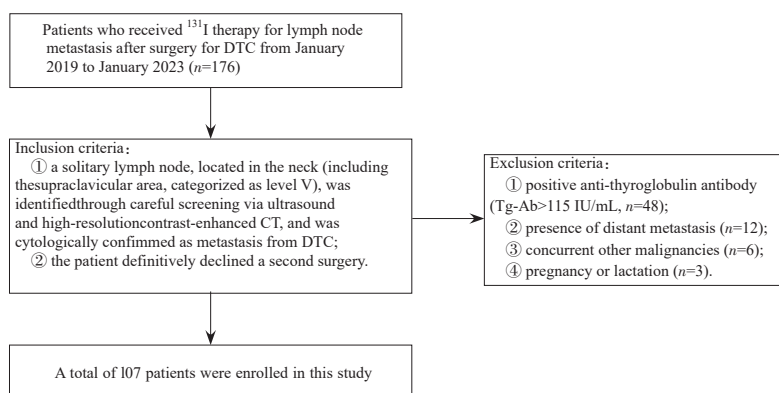 Patients who received ¹³¹I therapy for lymph node
metastasis after surgery for DTC from January
2019 to January 2023 (n=176)
Inclusion criteria:
① a solitary lymph node, located in the neck (including
thesupraclavicular area, categorized as level V), was
identifiedthrough careful screening via ultrasound
and high-resolutioncontrast-enhanced CT, and was
cytologically confimmed as metastasis from DTC;
② the patient definitively declined a second surgery.
Exclusion criteria:
① positive anti-thyroglobulin antibody
(Tg-Ab>115 IU/mL, n=48);
② presence of distant metastasis (n=12);
③ concurrent other malignancies (n=6);
④ pregnancy or lactation (n=3).
A total of l07 patients were enrolled in this study